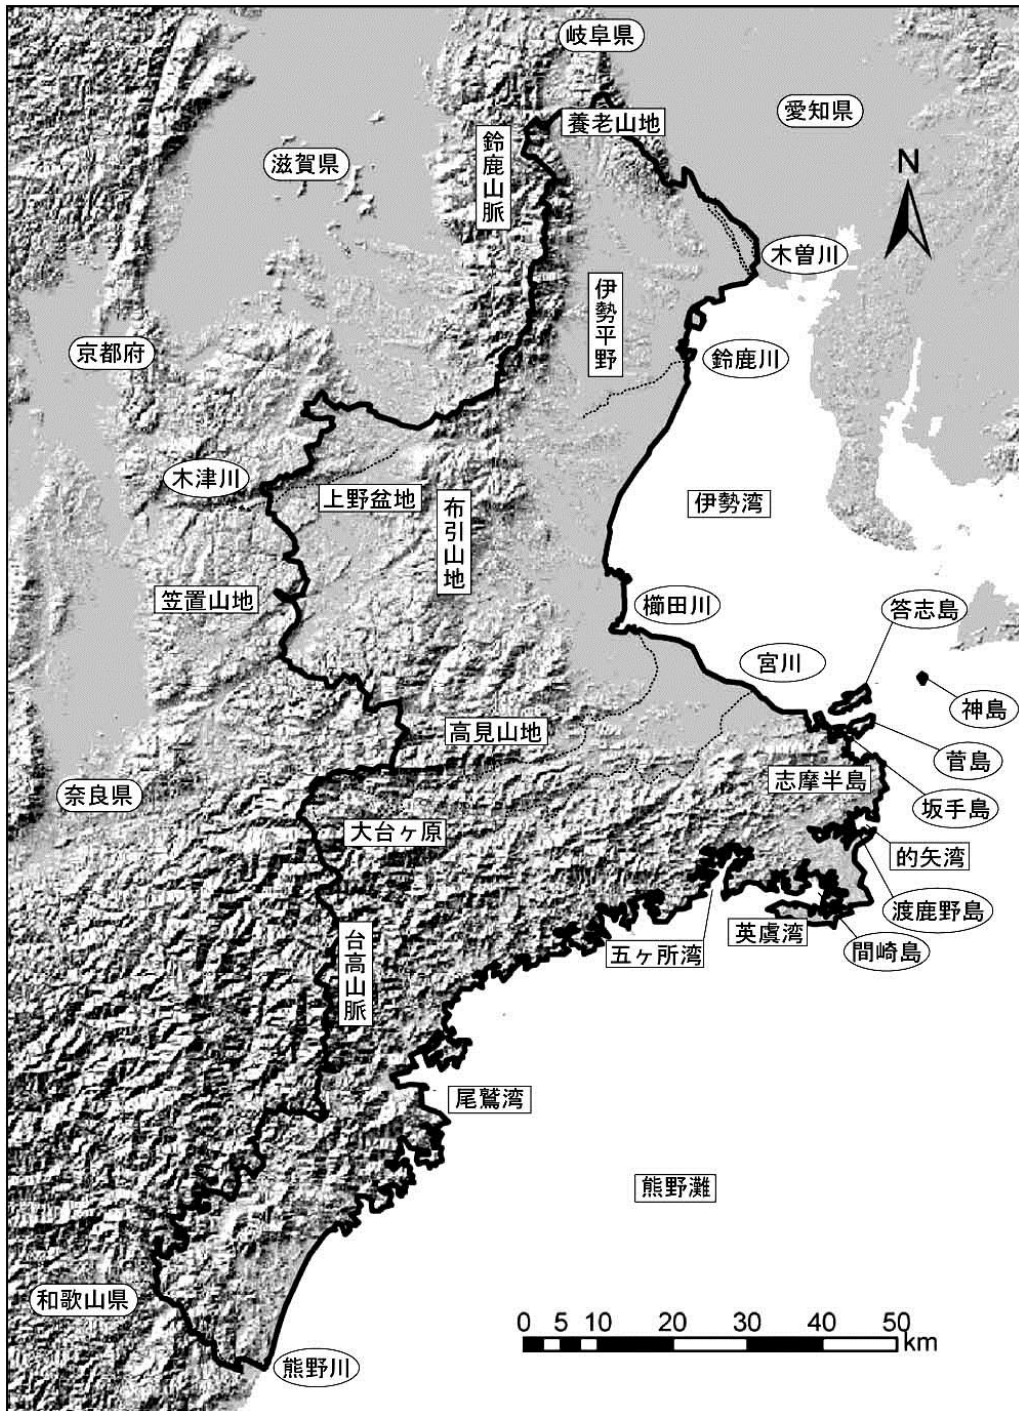 岐阜県
愛知県
養老山地
鈴鹿山脈
滋賀県
N
木曽川
伊勢平野
京都府
鈴鹿川
木津川
上野盆地
布引山地
伊勢湾
笠置山地
櫛田川
答志島
宮川
神島
高見山地
菅島
志摩半島
奈良県
坂手島
大台ヶ原
的矢湾
渡鹿野島
英虞湾
間崎島
五ヶ所湾
台高山脈
尾鷲湾
熊野灘
和歌山県
0 5 10 20 30 40 50
km
熊野川